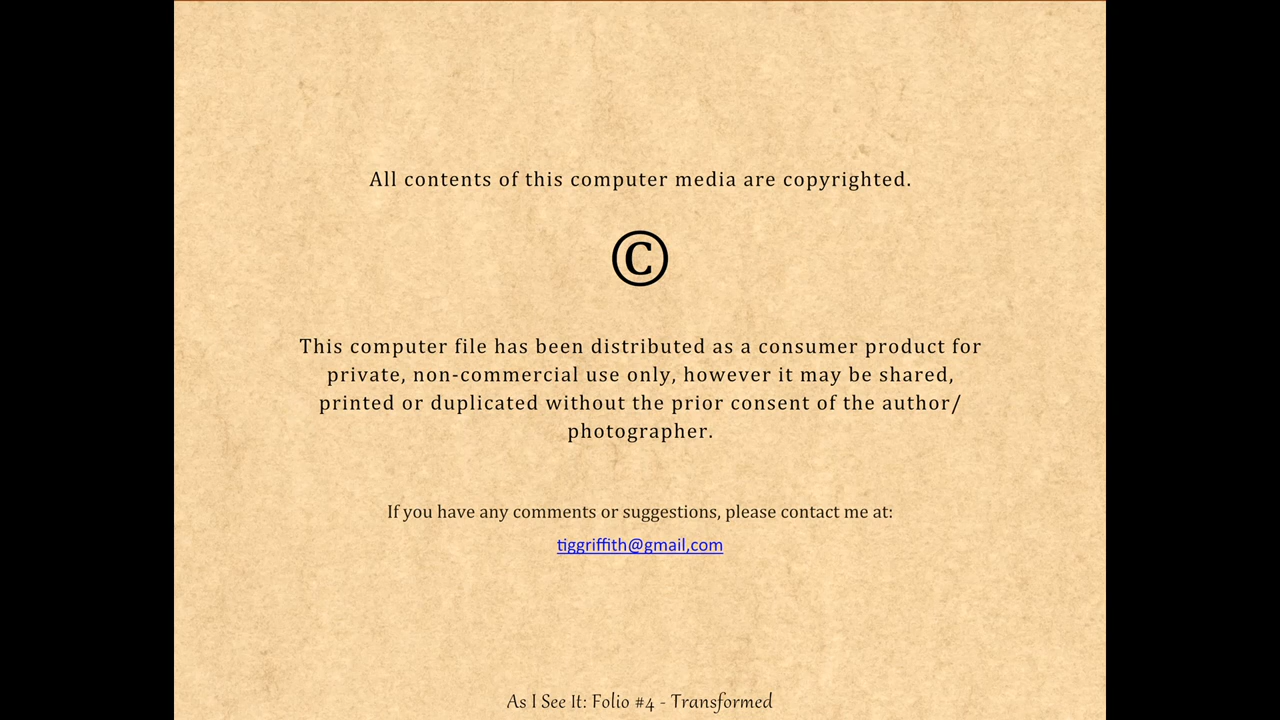 All contents of this computer media are copyrighted.
©
This computer file has been distributed as a consumer product for
private, non-commercial use only, however it may be shared,
printed or duplicated without the prior consent of the author/
photographer.
If you have any comments or suggestions, please contact me at:
tiggriffith@gmail,com
As I See It: Folio #4 - Transformed